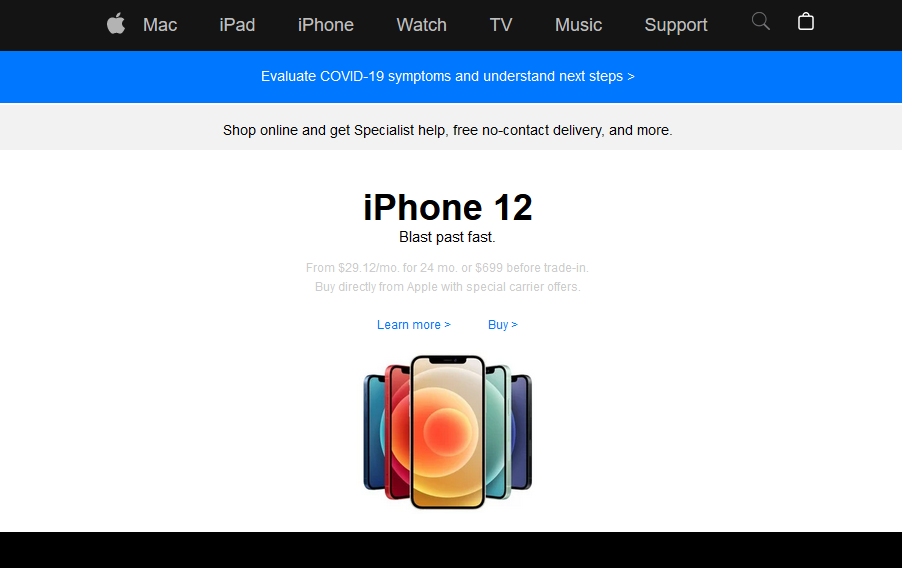 Mac iPad iPhone Watch TV Music Support
Evaluate COVID-19 symptoms and understand next steps >
Shop online and get Specialist help, free no-contact delivery, and more.
iPhone 12
Blast past fast.
From $29.12/mo. for 24 mo. or $699 before trade-in.
Buy directly from Apple with special carrier offers.
Learn more > Buy >